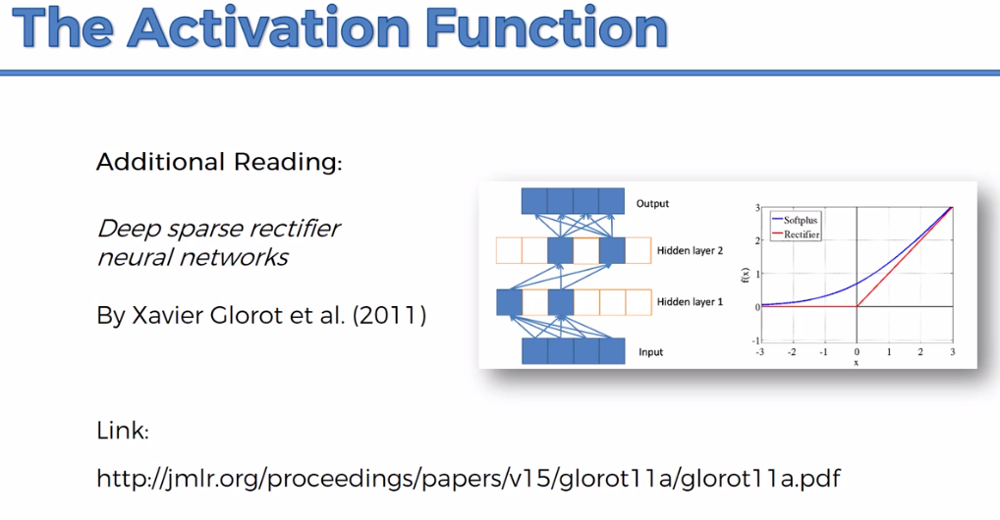 The Activation Function
Additional Reading:
Deep sparse rectifier
neural networks
By Xavier Glorot et al. (2011)
Output
Hidden layer 2
Hidden layer 1
Input
Softplus
Rectifier
f(x)
3
2
1
0
-1
-3
-2
-1
0
1
2
3
x
Link:
http://jmlr.org/proceedings/papers/v15/glorot11a/glorot11a.pdf